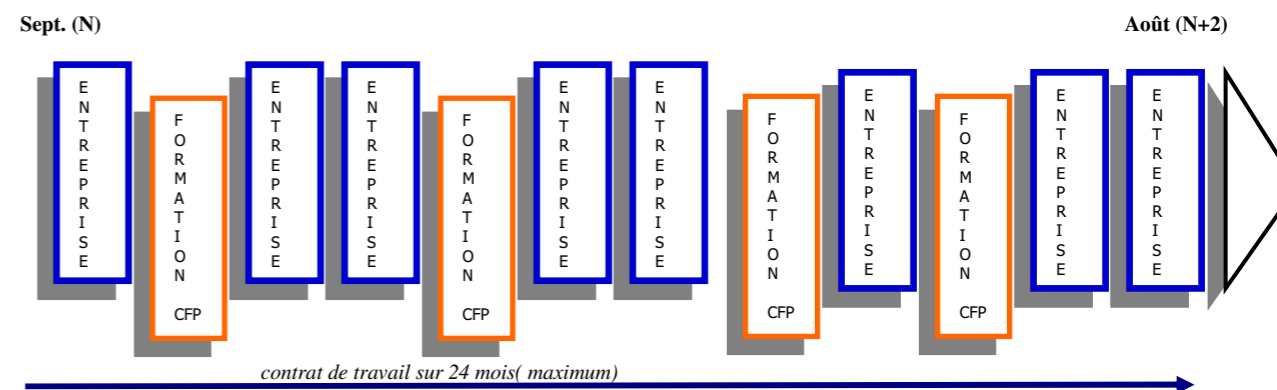 Sept. (N)
Août (N+2)
ENTREPRISE
FORMATION CFP
ENTREPRISE
ENTREPRISE
FORMATION CFP
ENTREPRISE
ENTREPRISE
FORMATION CFP
ENTREPRISE
FORMATION CFP
ENTREPRISE
ENTREPRISE
contrat de travail sur 24 mois( maximum)